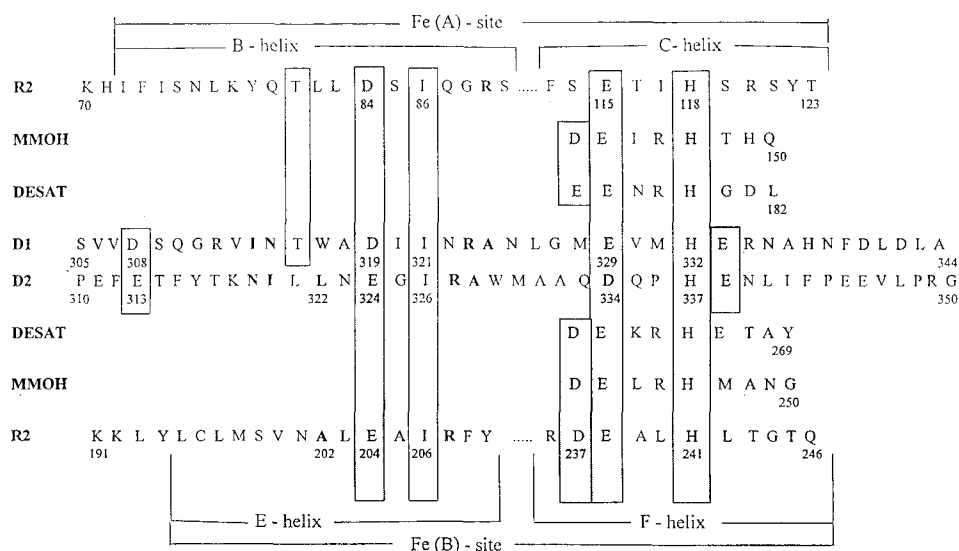 Fe (A) - site
B - helix C- helix
R2 K H I F I S N L K Y Q T L L D S I Q G R S ..... F S E T I H S R S Y T
70 84 86 115 118 123
MMOH D E I R H T H Q
150
DESAT E E N R H G D L
182
D1 S V V D S Q G R V I N T W A D I I N R A N L G M E V M H E R N A H N F D L D L A
305 308 319 321 329 332 344
D2 P E F E T F Y T K N I L L N E G I R A W M A A Q D Q P H E N L I F P E E V L P R G
310 313 322 324 326 334 337 350
DESAT D E K R H E T A Y
269
MMOH D E L R H M A N G
250
R2 K K L Y L C L M S V N A L E A I R F Y ..... R D E A L H L T G T Q
191 202 204 206 237 241 246
E - helix F - helix
Fe (B) - site